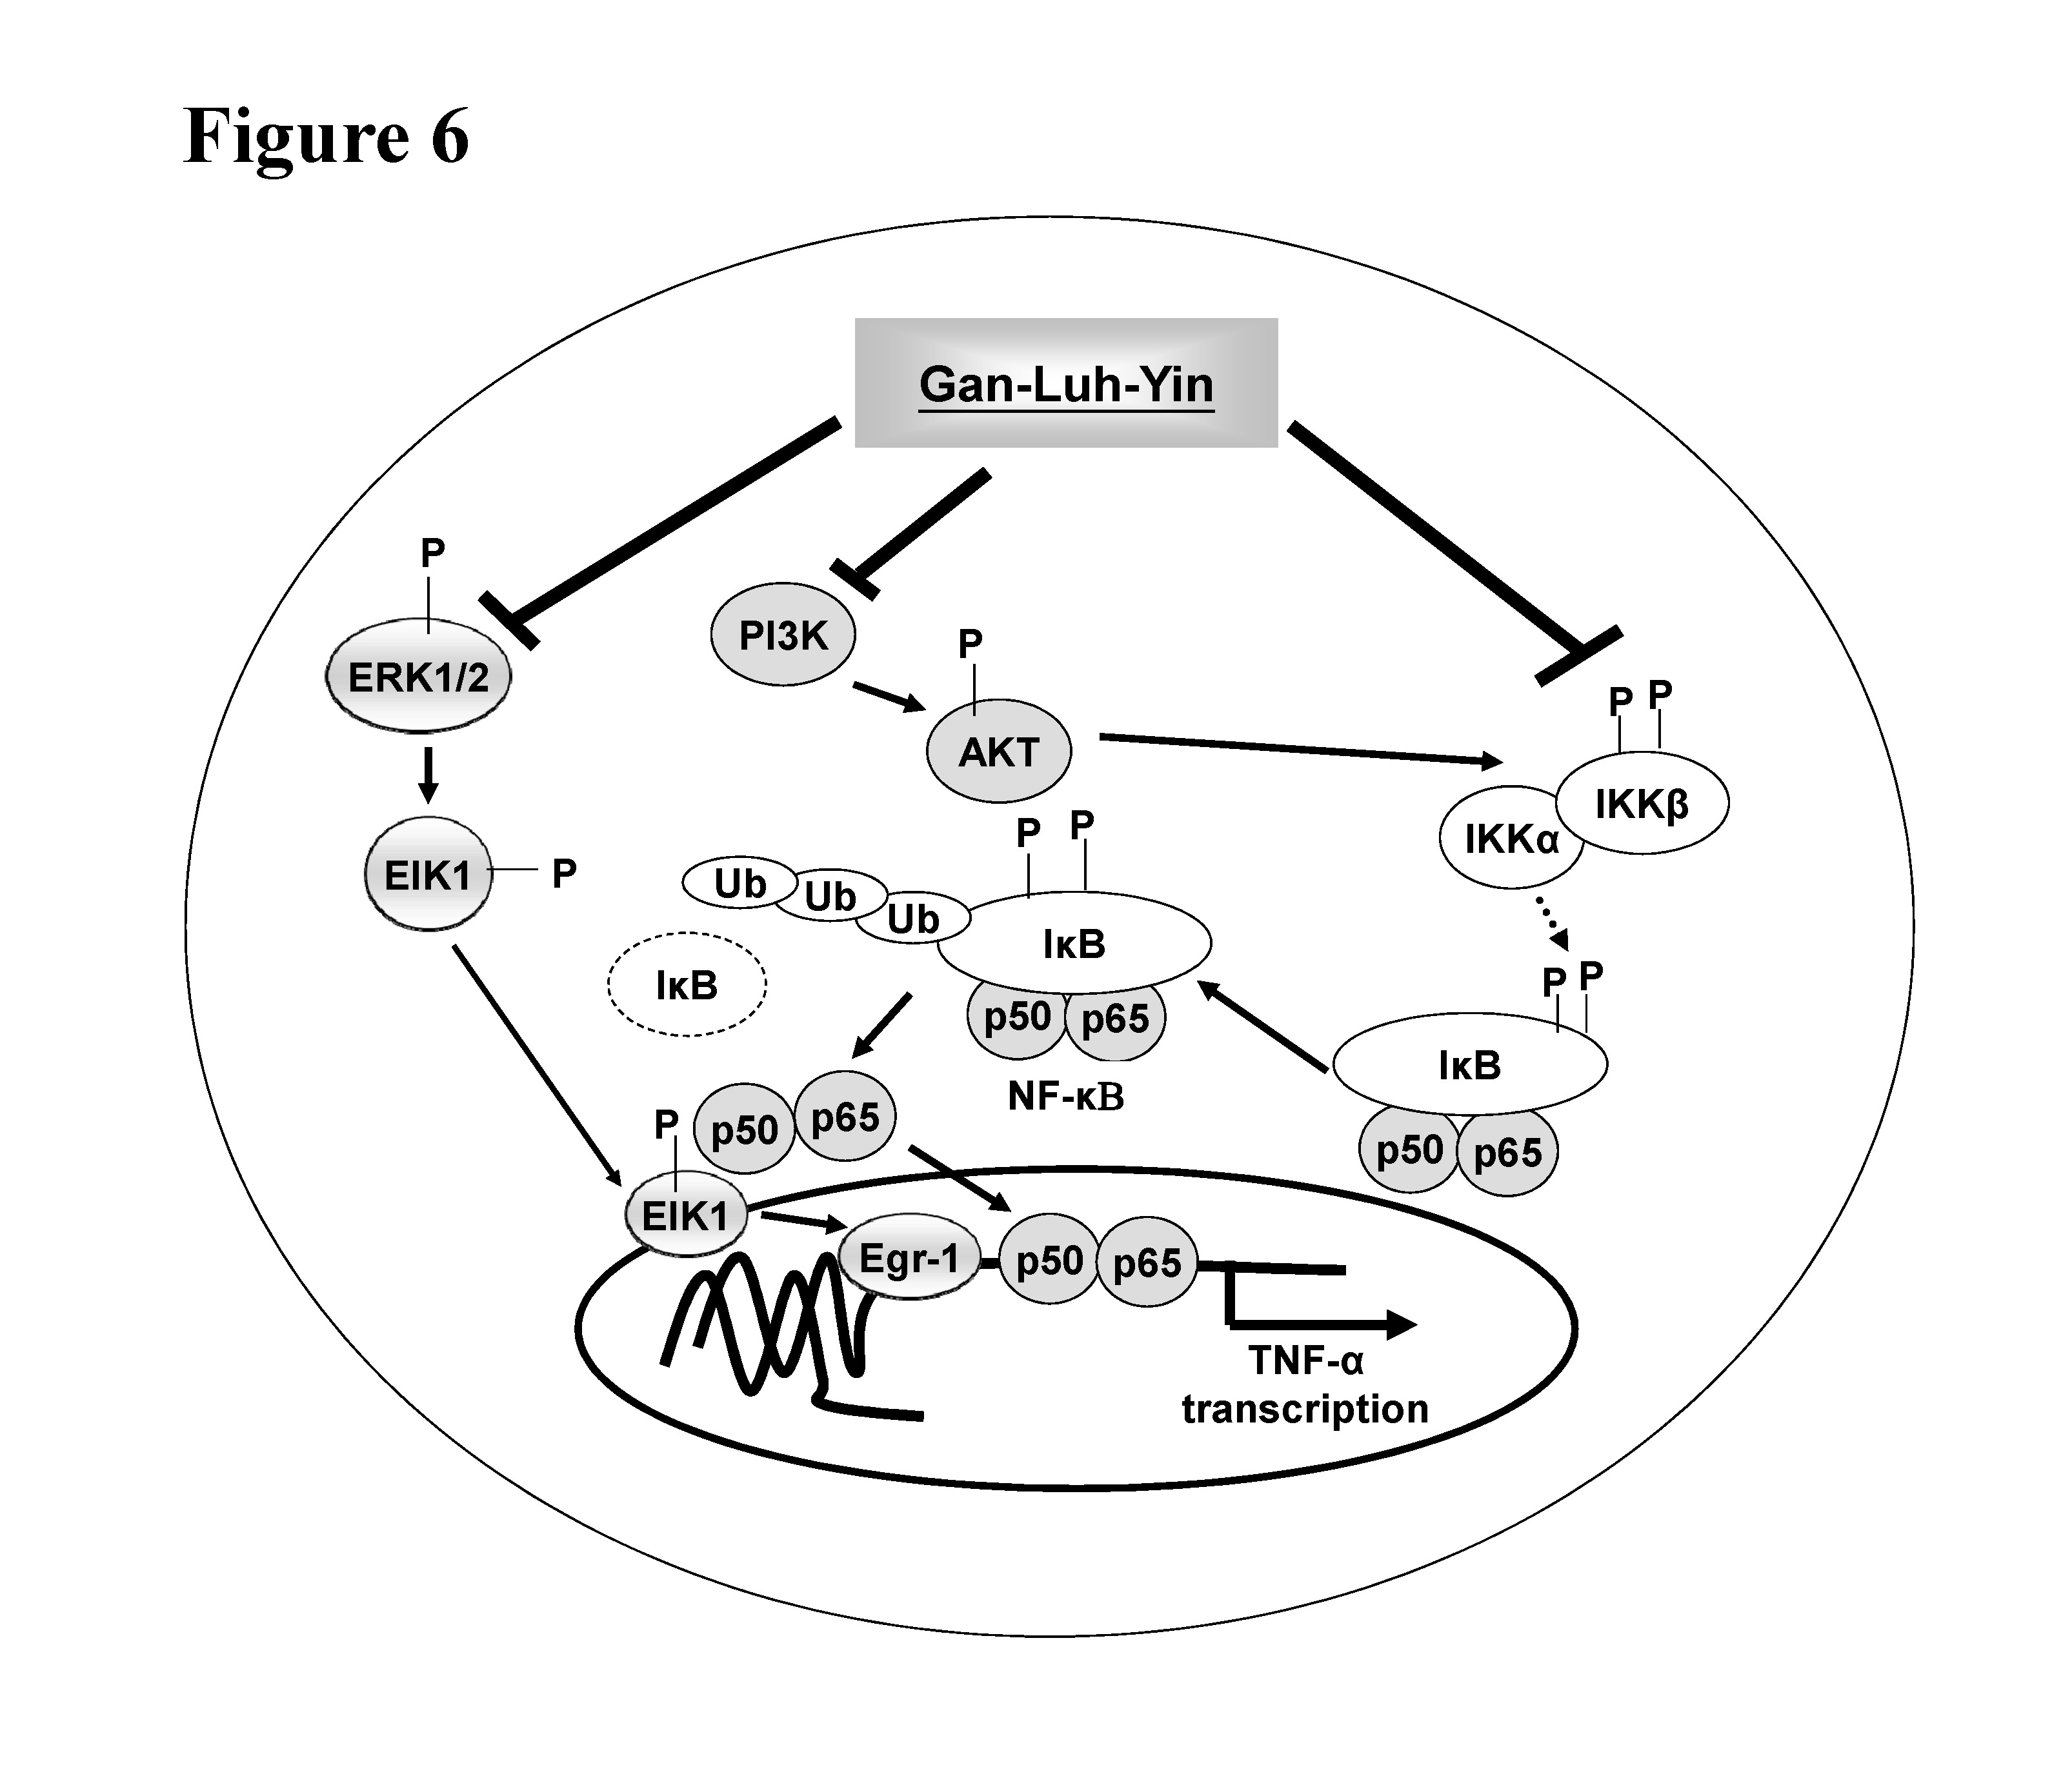 Figure 6
Gan-Luh-Yin
P
ERK1/2
PI3K
P
AKT
P P
IKKα
IKKβ
EIK1
P
P P
Ub
Ub
Ub
IκB
p50
p65
NF-κB
IκB
P P
IκB
p50
p65
p50
p65
P
EIK1
Egr-1
p50
p65
TNF-α
transcription